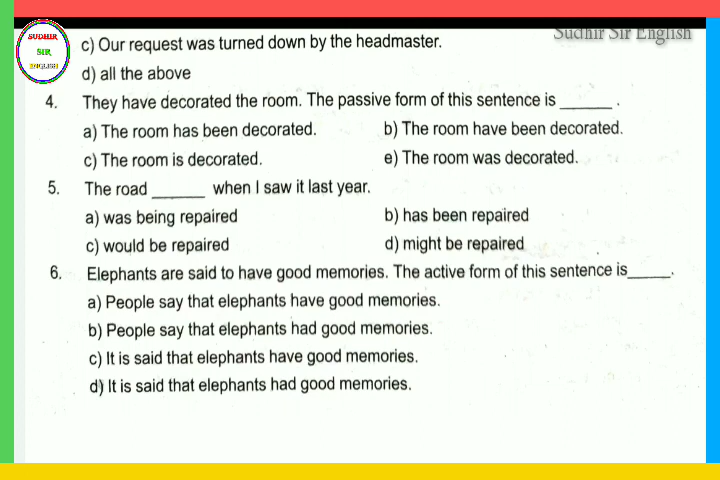 SUDHIR
SIR
ENGLISH
Sudhir Sir English
c) Our request was turned down by the headmaster.
d) all the above
4. They have decorated the room. The passive form of this sentence is ______ .
a) The room has been decorated. b) The room have been decorated.
c) The room is decorated. e) The room was decorated.
5. The road ______ when I saw it last year.
a) was being repaired b) has been repaired
c) would be repaired d) might be repaired
6. Elephants are said to have good memories. The active form of this sentence is_____.
a) People say that elephants have good memories.
b) People say that elephants had good memories.
c) It is said that elephants have good memories.
d) It is said that elephants had good memories.